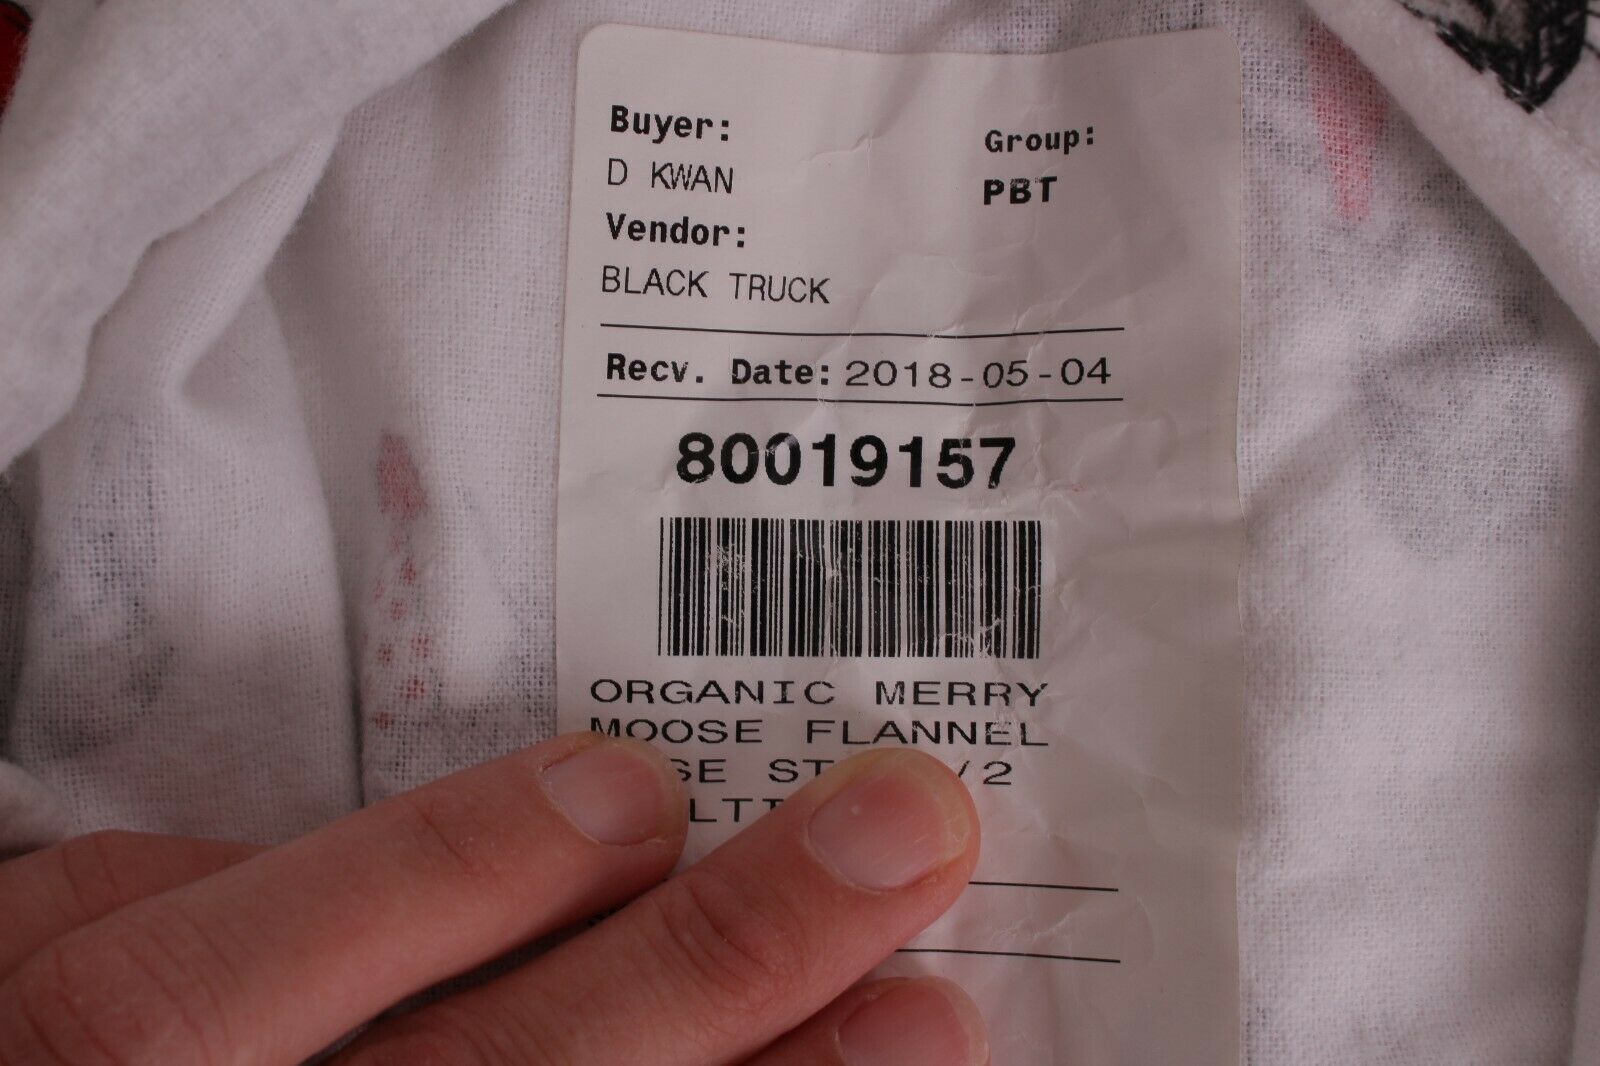 Buyer:
D KWAN
Group:
PBT
Vendor:
BLACK TRUCK
Recv. Date: 2018-05-04
80019157
ORGANIC MERRY
MOOSE FLANNEL